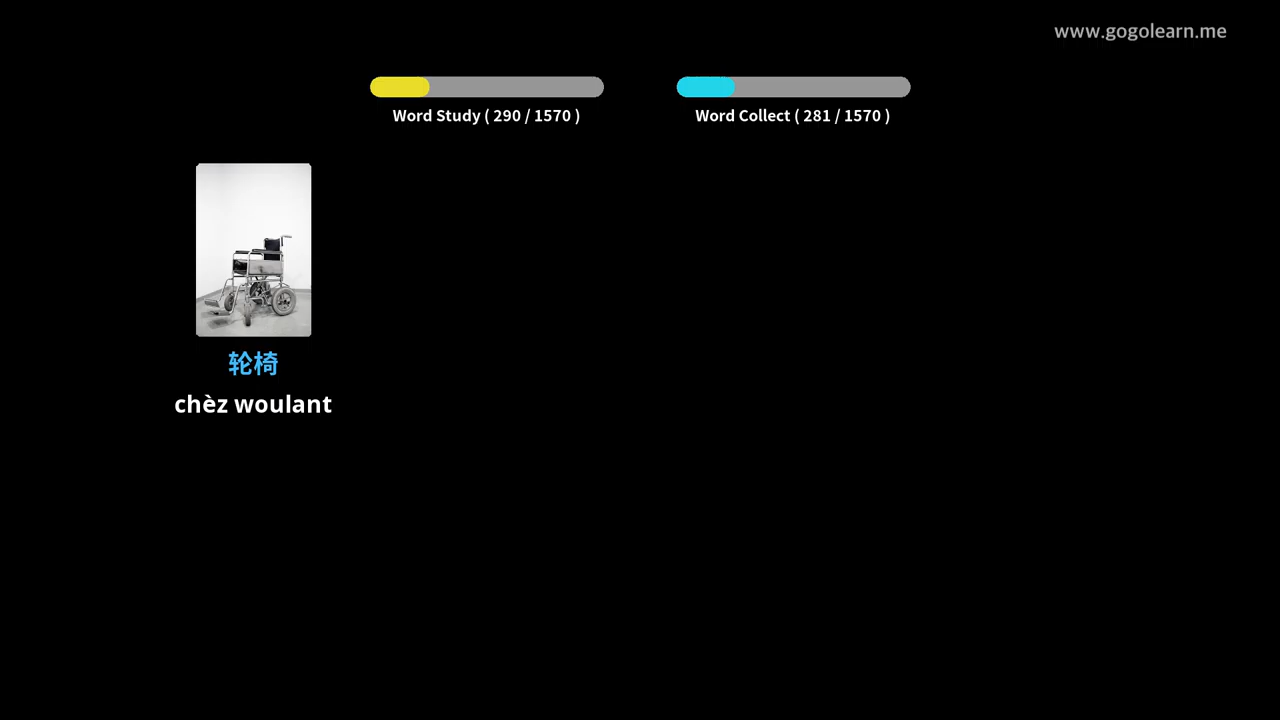 www.gogolearn.me
Word Study ( 290 / 1570 )
Word Collect ( 281 / 1570 )
轮椅
chèz woulant